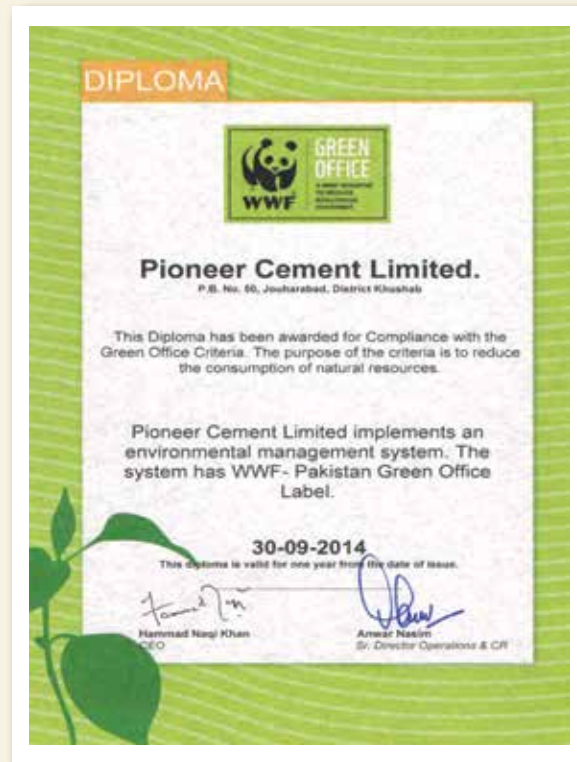 DIPLOMA
GREEN
OFFICE
WWF
Pioneer Cement Limited.
P.B. No. 50, Jouharabad, District Khushab
This Diploma has been awarded for Compliance with the
Green Office Criteria. The purpose of the criteria is to reduce
the consumption of natural resources.
Pioneer Cement Limited implements an
environmental management system. The
system has WWF- Pakistan Green Office
Label.
30-09-2014
This diploma is valid for one year from the date of issue.
Hammad Naqi Khan
CEO
Anwar Nasim
Sr. Director Operations & CR